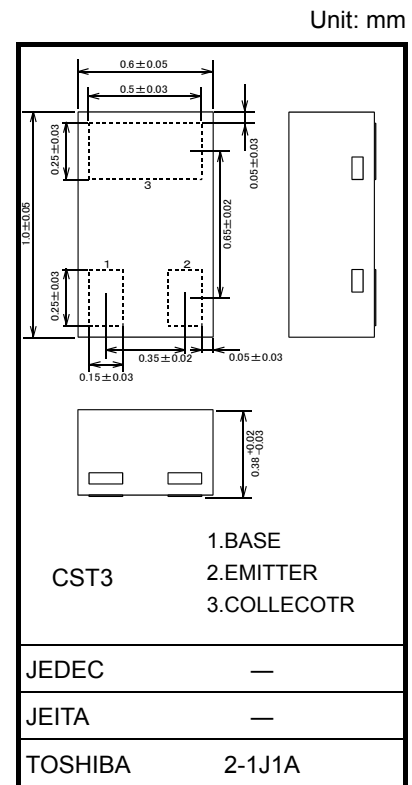 Unit: mm
0.6±0.05
0.5±0.03
0.25±0.03
0.05±0.03
3
1.0±0.05
0.65±0.02
1
2
0.25±0.03
0.35±0.02
0.05±0.03
0.15±0.03
0.38 +0.02 -0.03
CST3
1.BASE
2.EMITTER
3.COLLECOTR
JEDEC —
JEITA —
TOSHIBA 2-1J1A